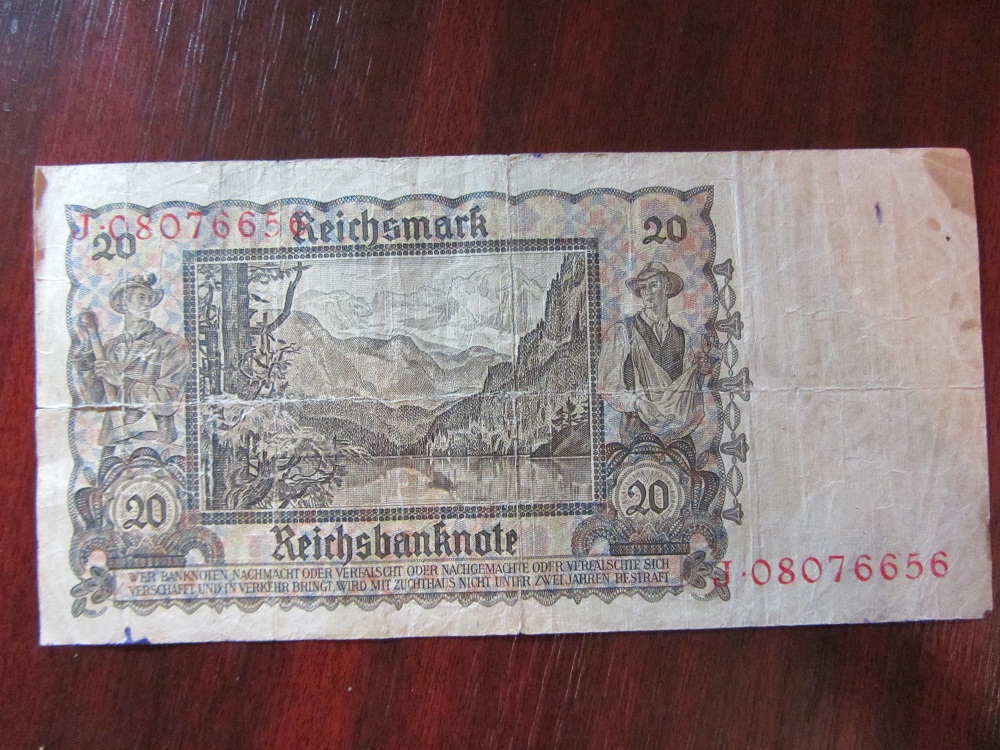 J·08076656
Reichsmark
20
20
20
20
Reichsbanknote
WER BANKNOTEN NACHMACHT ODER VERFÄLSCHT ODER NACHGEMACHTE ODER VERFÄLSCHTE SICH
VERSCHAFFT UND IN VERKEHR BRINGT, WIRD MIT ZUCHTHAUS NICHT UNTER ZWEI JAHREN BESTRAFT
J·08076656